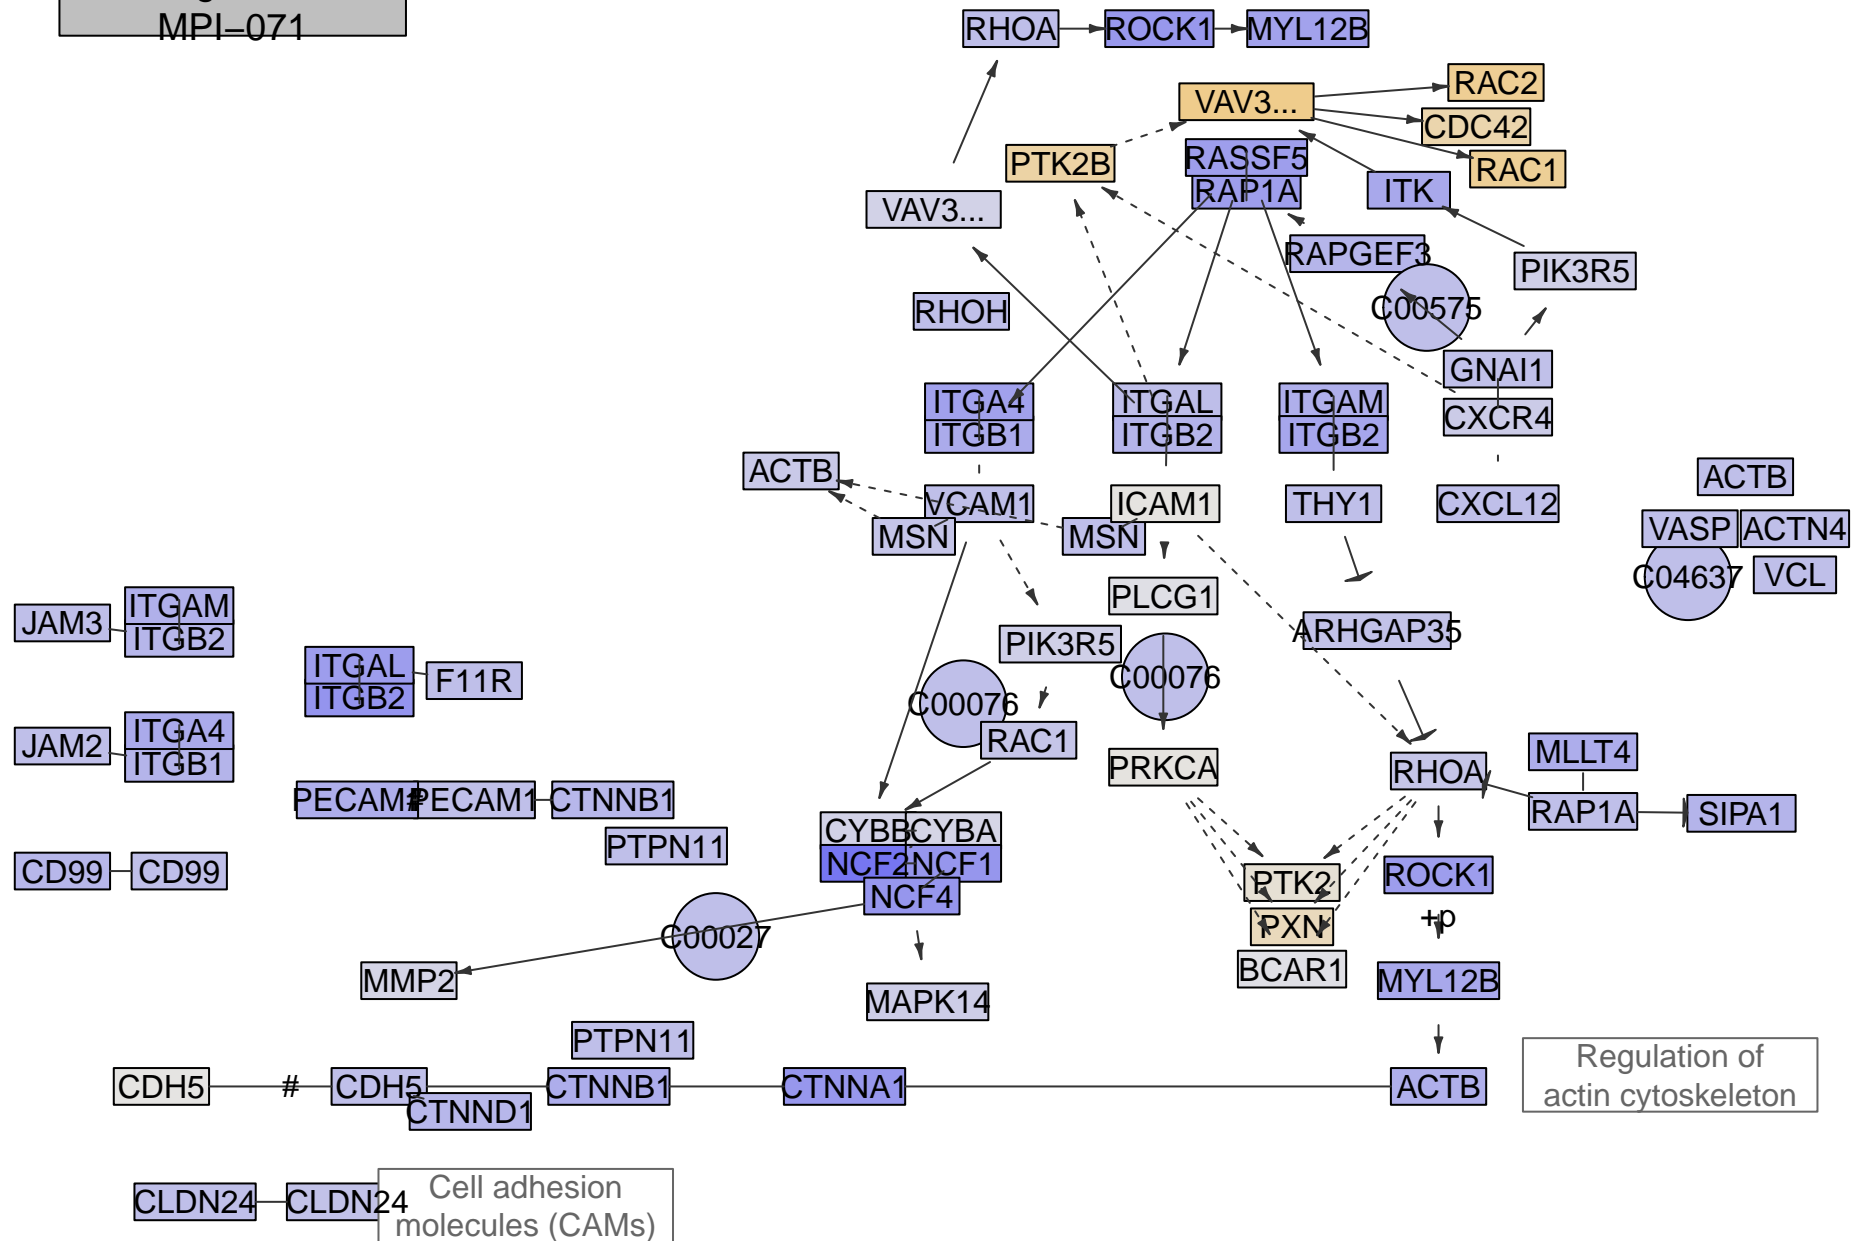 MPI−071
RHOA
ROCK1
MYL12B
RAC2
VAV3...
CDC42
PTK2B
RASSF5
RAC1
RAP1A
ITK
VAV3...
RAPGEF3
PIK3R5
RHOH
C00575
GNAI1
ITGA4
ITGAL
ITGAM
CXCR4
ITGB1
ITGB2
ITGB2
ACTB
ACTB
VCAM1
ICAM1
THY1
CXCL12
MSN
MSN
VASP
ACTN4
C04637
VCL
PLCG1
ITGAM
JAM3
ITGB2
ARHGAP35
PIK3R5
ITGAL
F11R
C00076
ITGB2
C00076
ITGA4
JAM2
ITGB1
RAC1
PRKCA
RHOA
MLLT4
PECAM1
#
PECAM1
CTNNB1
RAP1A
SIPA1
CYBB
CYBA
PTPN11
NCF2
NCF1
CD99
CD99
NCF4
PTK2
ROCK1
+p
PXN
C00027
BCAR1
MMP2
MYL12B
MAPK14
PTPN11
CDH5
#
CDH5
CTNNB1
CTNNA1
ACTB
CTNND1
Regulation of
actin cytoskeleton
CLDN24
CLDN24
Cell adhesion
molecules (CAMs)